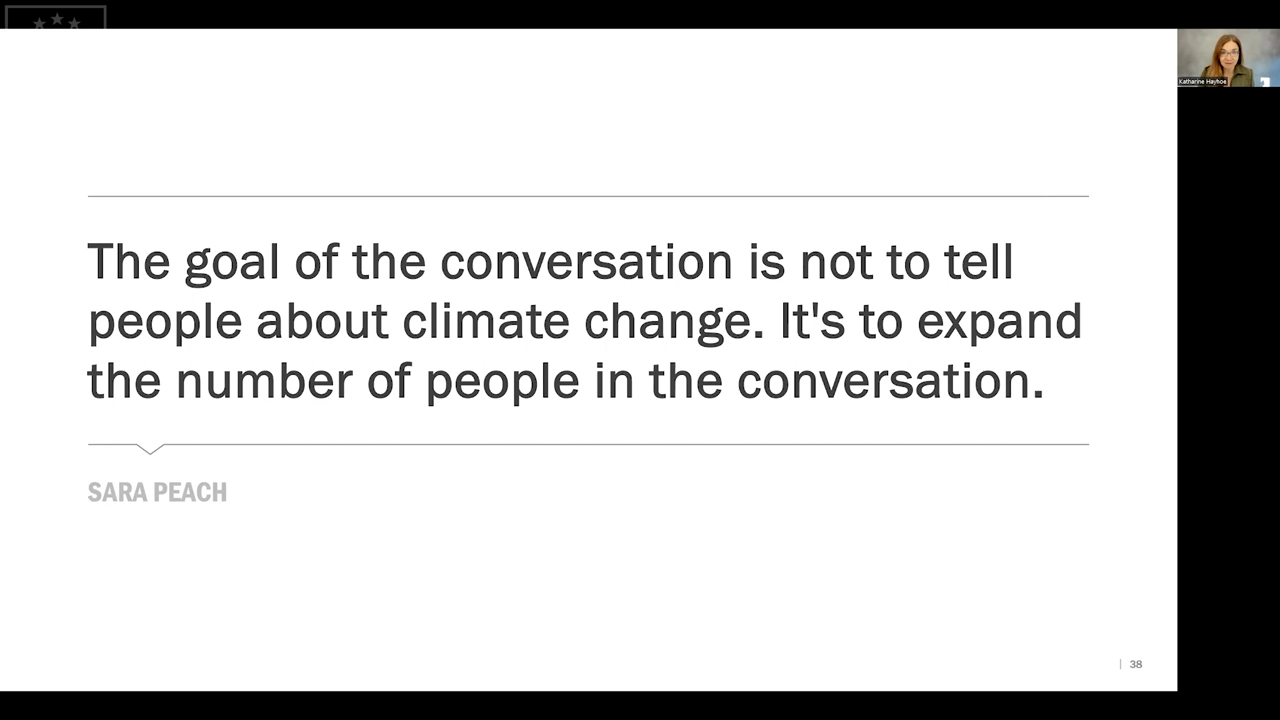 Katharine Hayhoe
The goal of the conversation is not to tell
people about climate change. It's to expand
the number of people in the conversation.
SARA PEACH
| 38